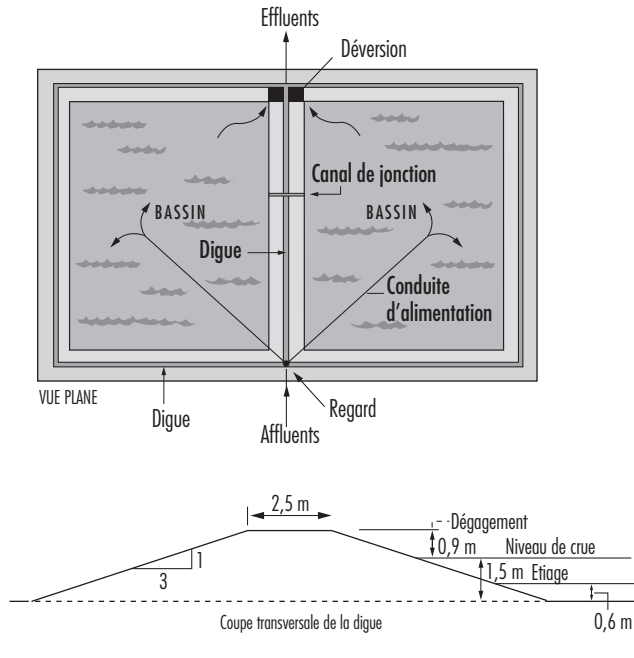 Effluents
Déversion
Canal de jonction
BASSIN
BASSIN
Digue
Conduite
d'alimentation
VUE PLANE
Digue
Regard
Affluents
2,5 m
Dégagement
0,9 m
Niveau de crue
1
3
1,5 m
Etiage
Coupe transversale de la digue
0,6 m